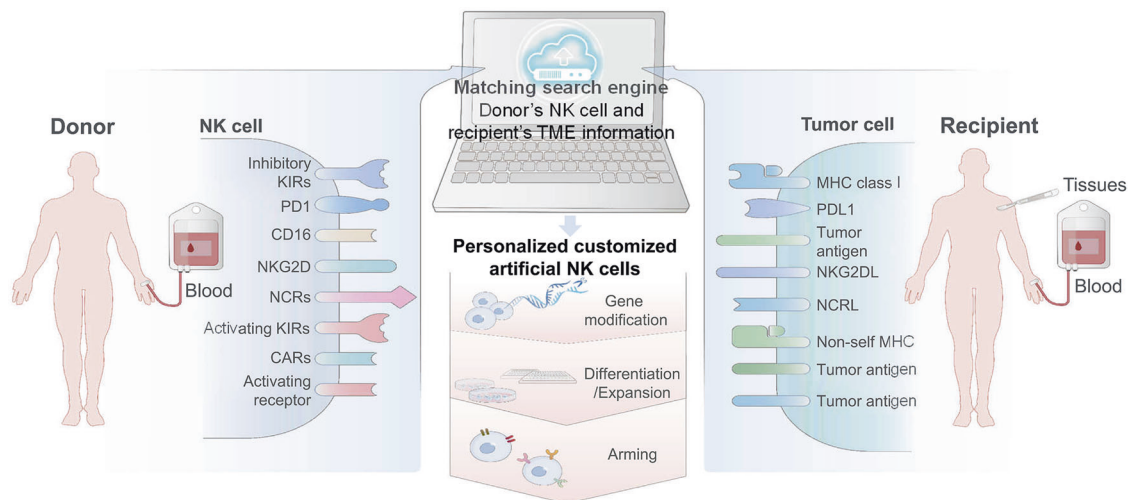 Matching search engine
Donor's NK cell and
recipient's TME information
Donor
NK cell
Blood
Inhibitory
KIRs
PD1
CD16
NKG2D
NCRs
Activating KIRs
CARs
Activating
receptor
Personalized customized
artificial NK cells
Gene
modification
Differentiation
/Expansion
Arming
Tumor cell
Recipient
MHC class I
PDL1
Tumor
antigen
NKG2DL
NCRL
Non-self MHC
Tumor antigen
Tumor antigen
Tissues
Blood